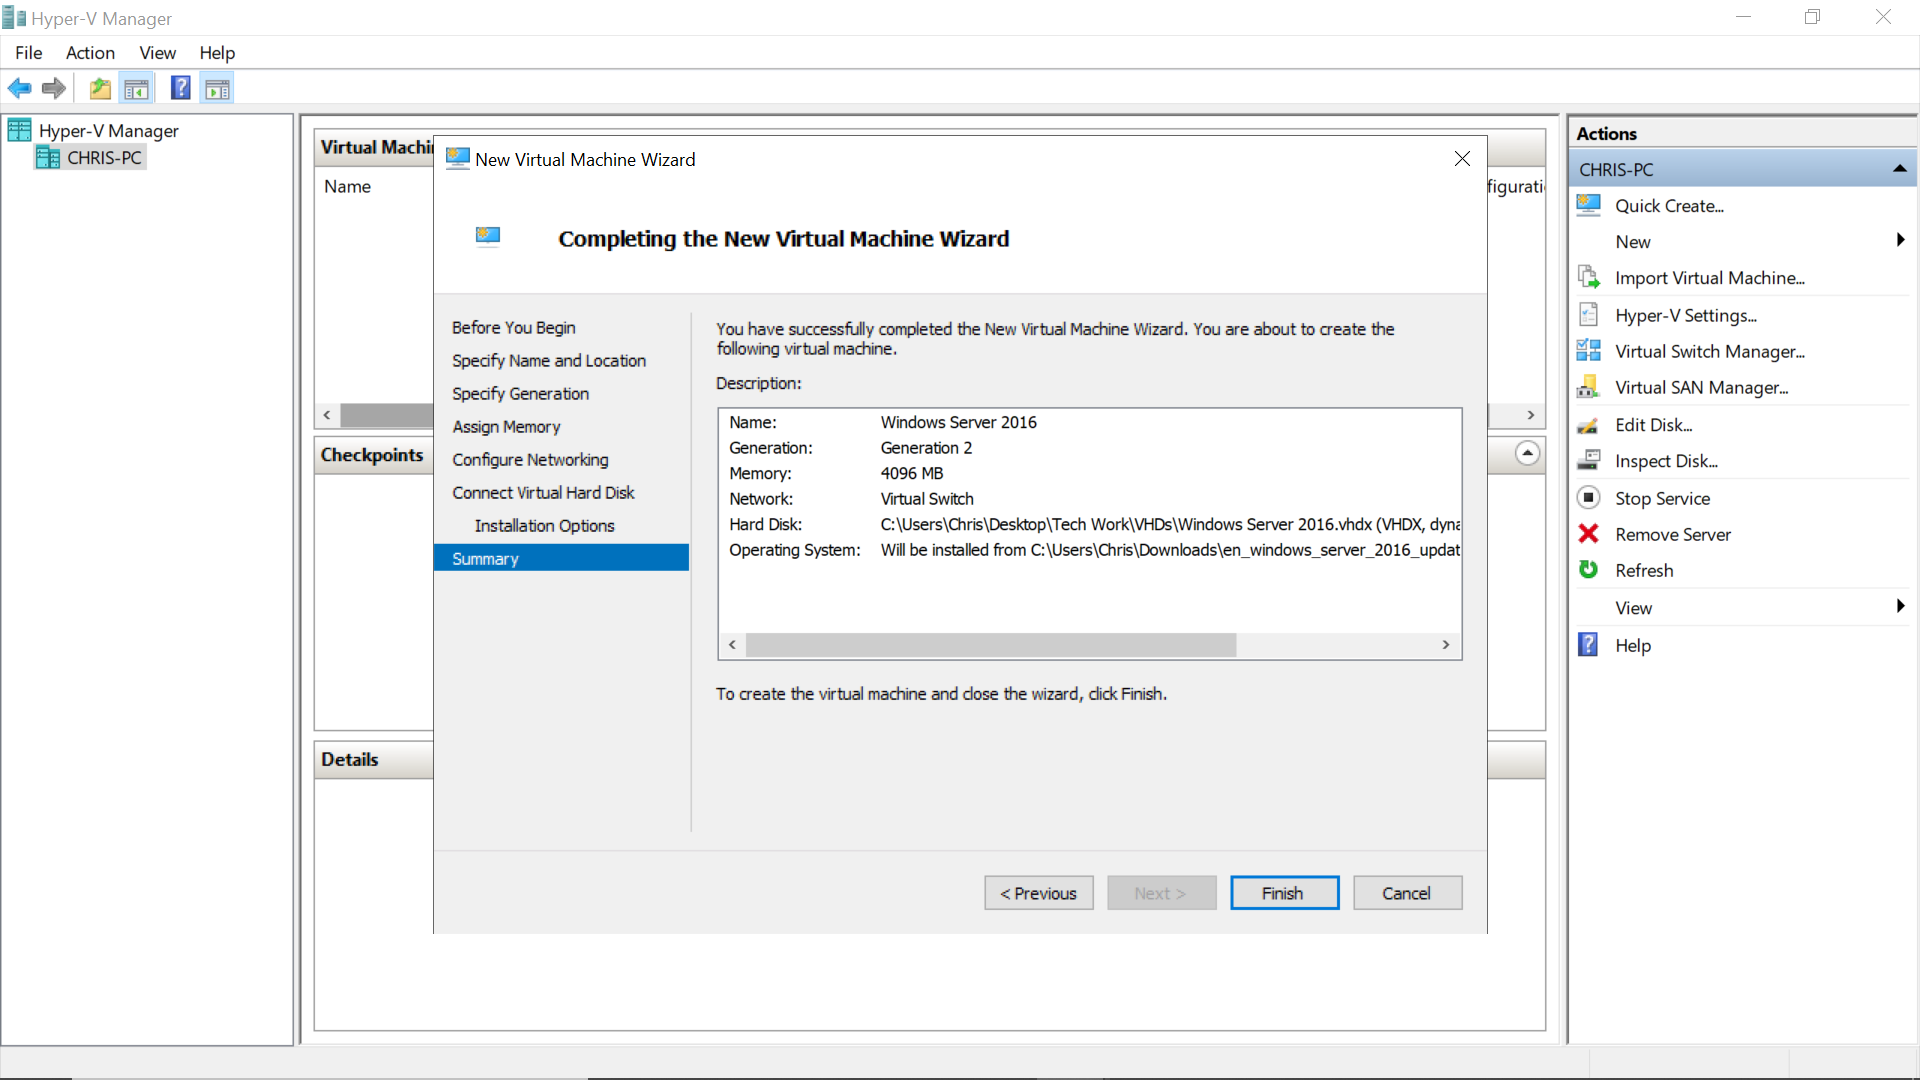 Hyper-V Manager
File Action View Help
Hyper-V Manager
CHRIS-PC
Virtual Machi
Name
figurati
Checkpoints
Details
New Virtual Machine Wizard
Completing the New Virtual Machine Wizard
Before You Begin
Specify Name and Location
Specify Generation
Assign Memory
Configure Networking
Connect Virtual Hard Disk
Installation Options
Summary
You have successfully completed the New Virtual Machine Wizard. You are about to create the
following virtual machine.
Description:
Name: Windows Server 2016
Generation: Generation 2
Memory: 4096 MB
Network: Virtual Switch
Hard Disk: C:\Users\Chris\Desktop\Tech Work\VHDs\Windows Server 2016.vhdx (VHDX, dyna
Operating System: Will be installed from C:\Users\Chris\Downloads\en_windows_server_2016_updat
To create the virtual machine and close the wizard, click Finish.
< Previous Next > Finish Cancel
Actions
CHRIS-PC
Quick Create...
New
Import Virtual Machine...
Hyper-V Settings...
Virtual Switch Manager...
Virtual SAN Manager...
Edit Disk...
Inspect Disk...
Stop Service
Remove Server
Refresh
View
Help